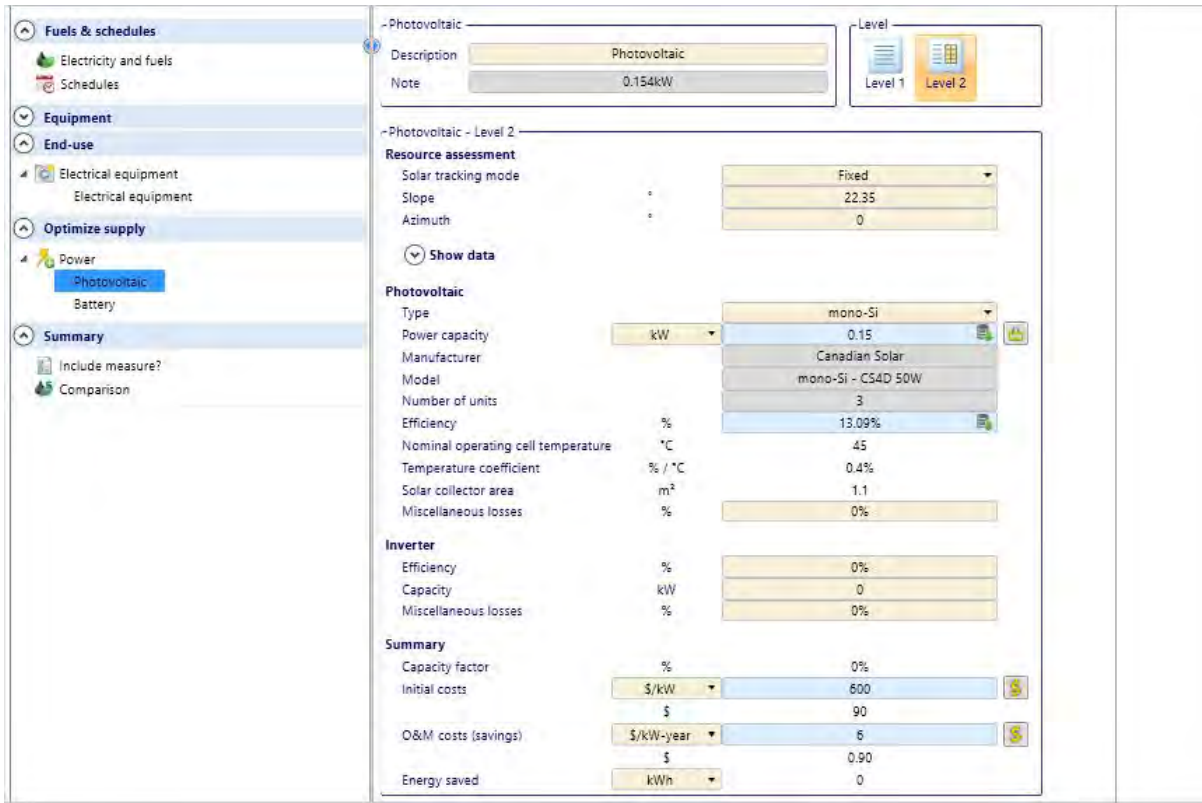 Fuels & schedules
Electricity and fuels
Schedules
Equipment
End-use
Electrical equipment
Electrical equipment
Optimize supply
Power
Photovoltaic
Battery
Summary
Include measure?
Comparison
Photovoltaic
Description Photovoltaic
Note 0.154kW
Level
Level 1 Level 2
Photovoltaic - Level 2
Resource assessment
Solar tracking mode Fixed
Slope ° 22.35
Azimuth ° 0
Show data
Photovoltaic
Type mono-Si
Power capacity kW 0.15
Manufacturer Canadian Solar
Model mono-Si - CS4D 50W
Number of units 3
Efficiency % 13.09%
Nominal operating cell temperature °C 45
Temperature coefficient % / °C 0.4%
Solar collector area m² 1.1
Miscellaneous losses % 0%
Inverter
Efficiency % 0%
Capacity kW 0
Miscellaneous losses % 0%
Summary
Capacity factor % 0%
Initial costs $/kW 600
$ 90
O&M costs (savings) $/kW-year 6
$ 0.90
Energy saved kWh 0